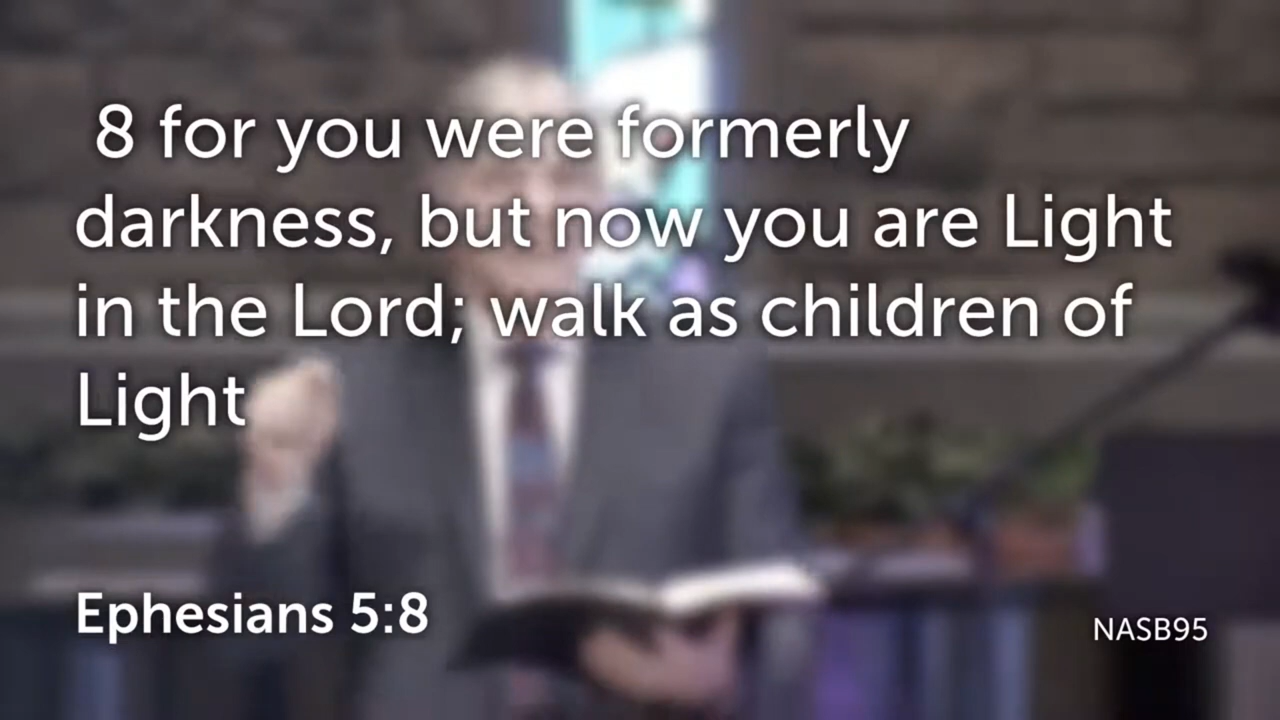 8 for you were formerly
darkness, but now you are Light
in the Lord; walk as children of
Light
Ephesians 5:8
NASB95